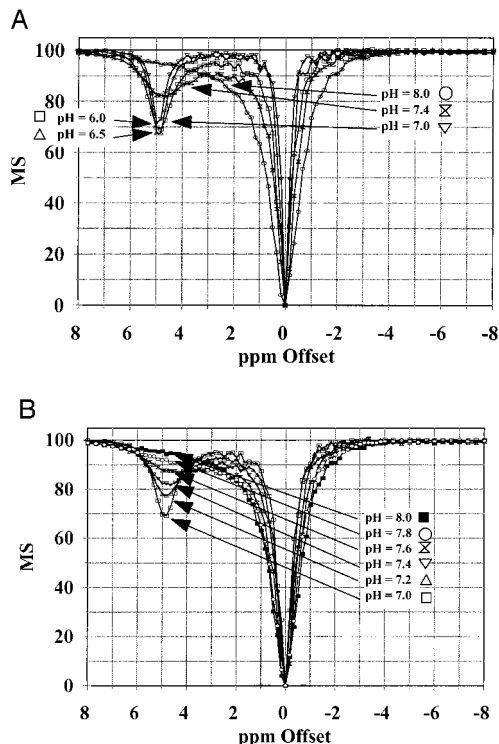 A
100
80
60
40
20
0
MS
pH = 6.0
pH = 6.5
pH = 8.0
pH = 7.4
pH = 7.0
8 6 4 2 0 -2 -4 -6 -8
ppm Offset
B
100
80
60
40
20
0
MS
pH = 8.0
pH = 7.8
pH = 7.6
pH = 7.4
pH = 7.2
pH = 7.0
8 6 4 2 0 -2 -4 -6 -8
ppm Offset